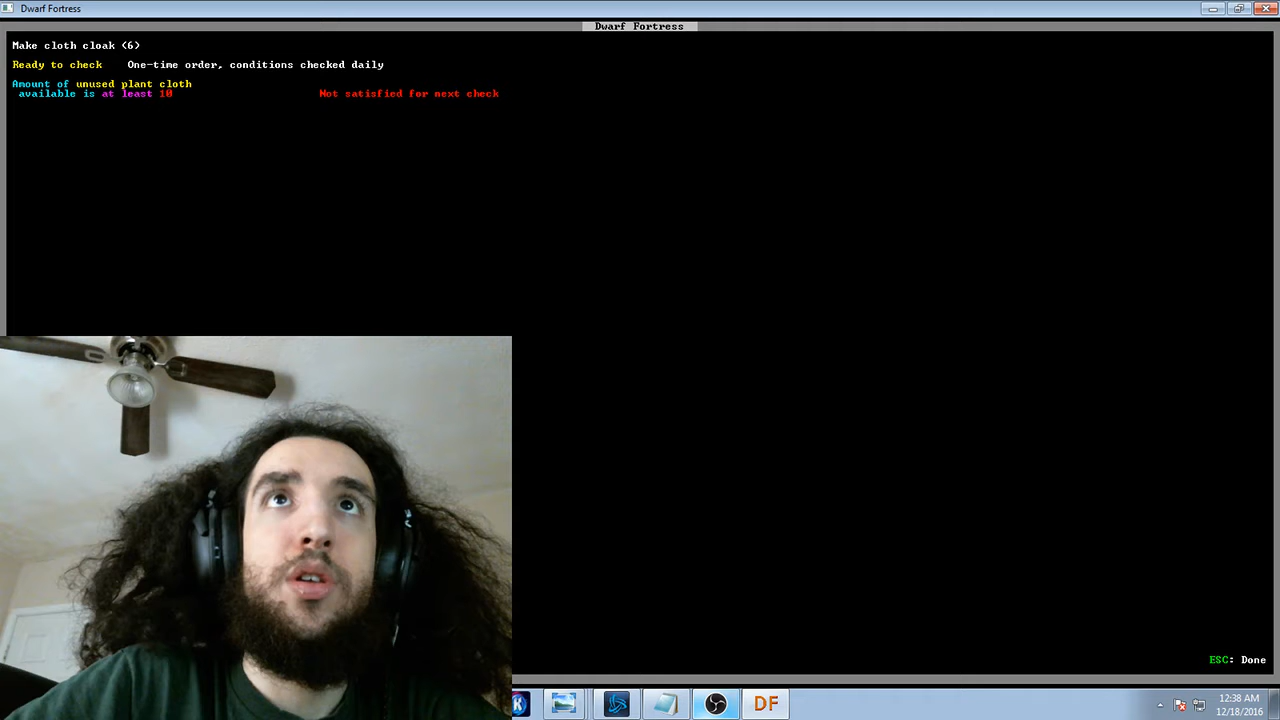 Dwarf Fortress
Dwarf Fortress
Make cloth cloak (6)
Ready to check One-time order, conditions checked daily
Amount of unused plant cloth
available is at least 10 Not satisfied for next check
ESC: Done
K
DF
12:38 AM
12/18/2016